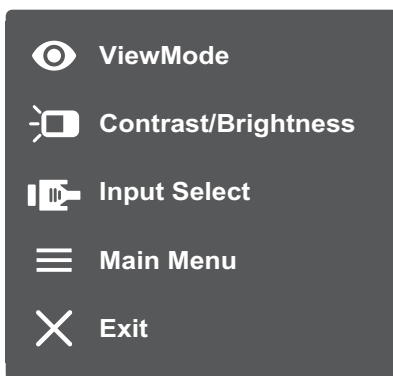 ViewMode
Contrast/Brightness
Input Select
Main Menu
Exit